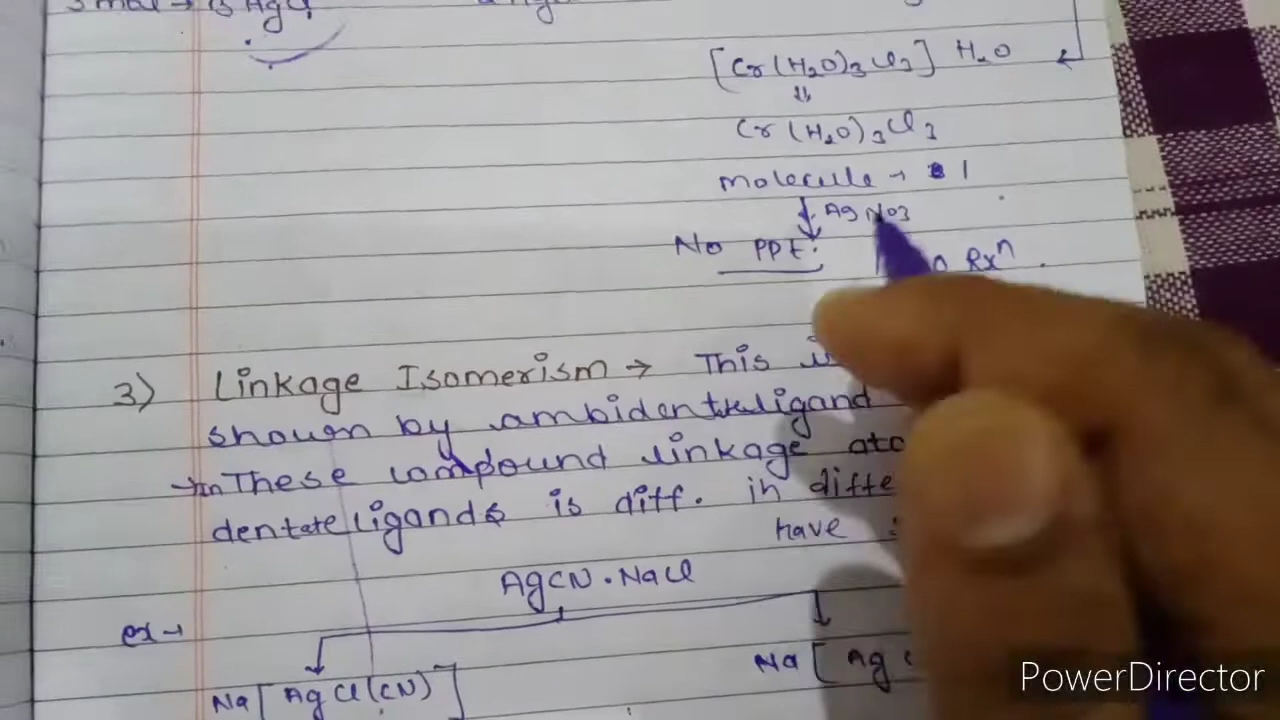 [Cr(H₂O)₃Cl₃] H₂O
Cr(H₂O)₃Cl₃
molecule → 1
AgNO3
No PPt. Rxⁿ.
3) Linkage Isomerism → This
shown by ambidentate ligand
→ In These compound linkage
dentate ligands is diff. in
have
AgCN.NaCl
ex →
Na[AgCl(CN)] Na[Ag
PowerDirector